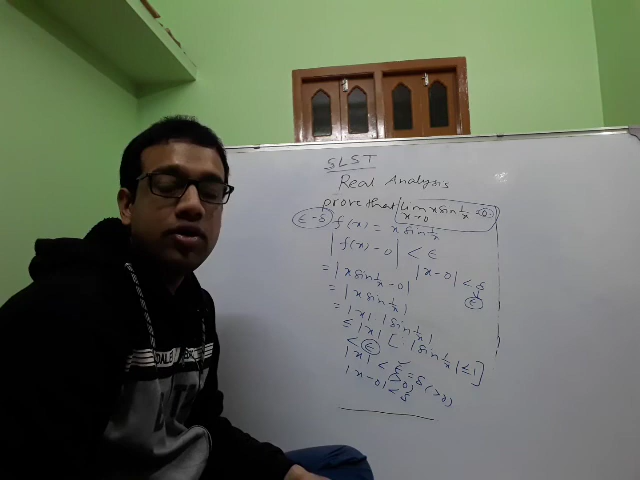 SLST
Real Analysis
prove that lim x→0 x sin 1/x = 0
ε-δ f(x) = x sin 1/x
|f(x) - 0| < ε
|x-0| < δ
= |x sin 1/x - 0|
ε
= |x sin 1/x|
= |x| |sin 1/x|
≤ |x| [ |sin 1/x| ≤ 1 ]
< ε
|x| < ε = δ (>0)
(>0)
|x-0| < δ